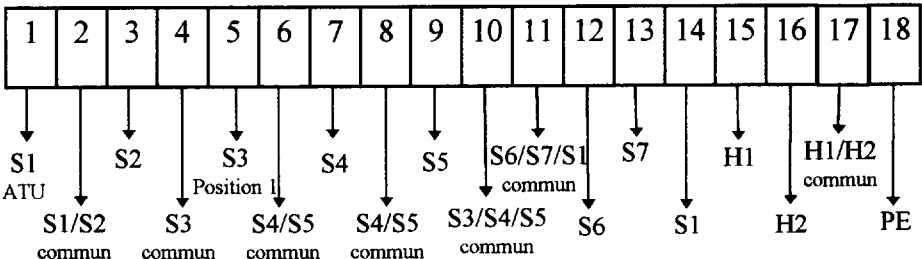 1 2 3 4 5 6 7 8 9 10 11 12 13 14 15 16 17 18
S1 S2 S3 S4 S5 S6/S7/S1 S7 H1 H1/H2
ATU Position 1 commun commun
S1/S2 S3 S4/S5 S4/S5 S3/S4/S5 S6 S1 H2 PE
commun commun commun commun commun